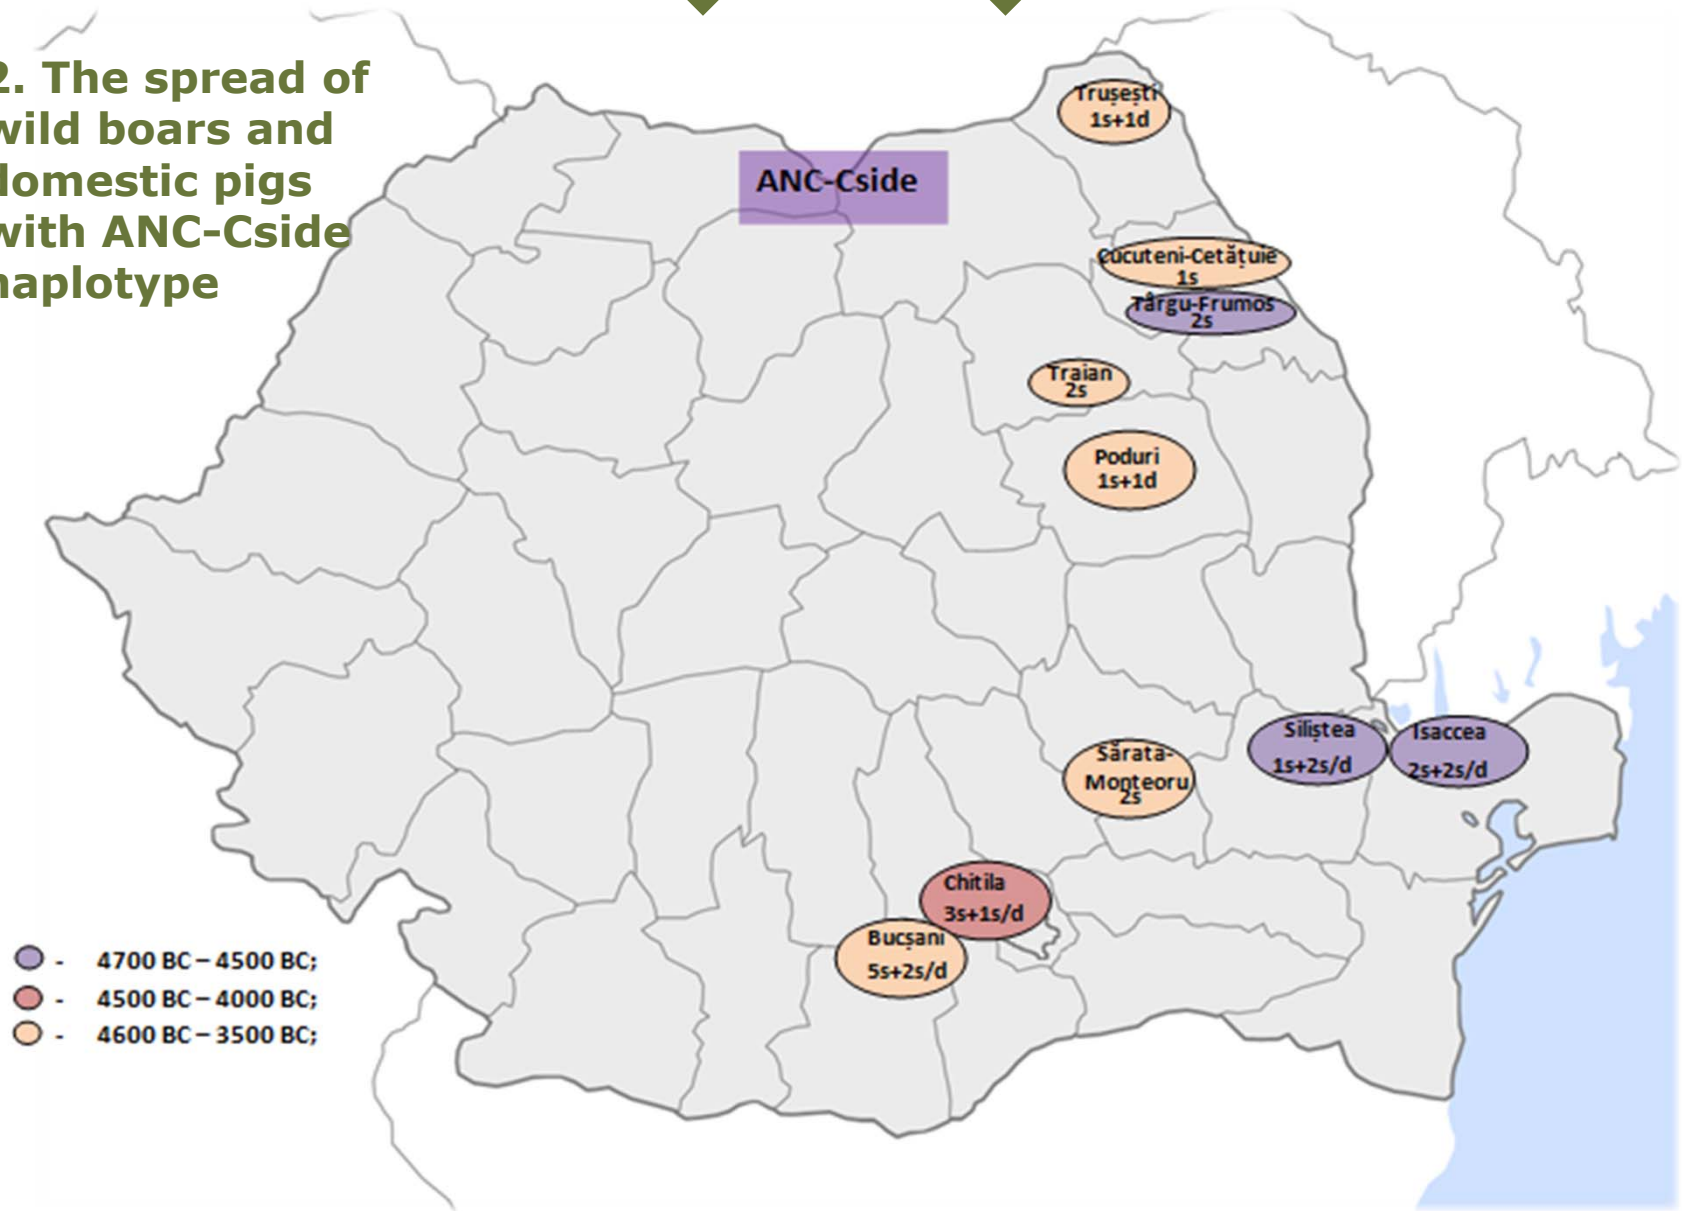 2. The spread of
wild boars and
domestic pigs
with ANC-Cside
haplotype
ANC-Cside
Trușești
1s+1d
Cucuteni-Cetățuie
1s
Târgu-Frumos
2s
Traian
2s
Poduri
1s+1d
Siliștea
1s+2s/d
Isaccea
2s+2s/d
Sărata-
Monteoru
2s
Chitila
3s+1s/d
Bucșani
5s+2s/d
- 4700 BC – 4500 BC;
- 4500 BC – 4000 BC;
- 4600 BC – 3500 BC;